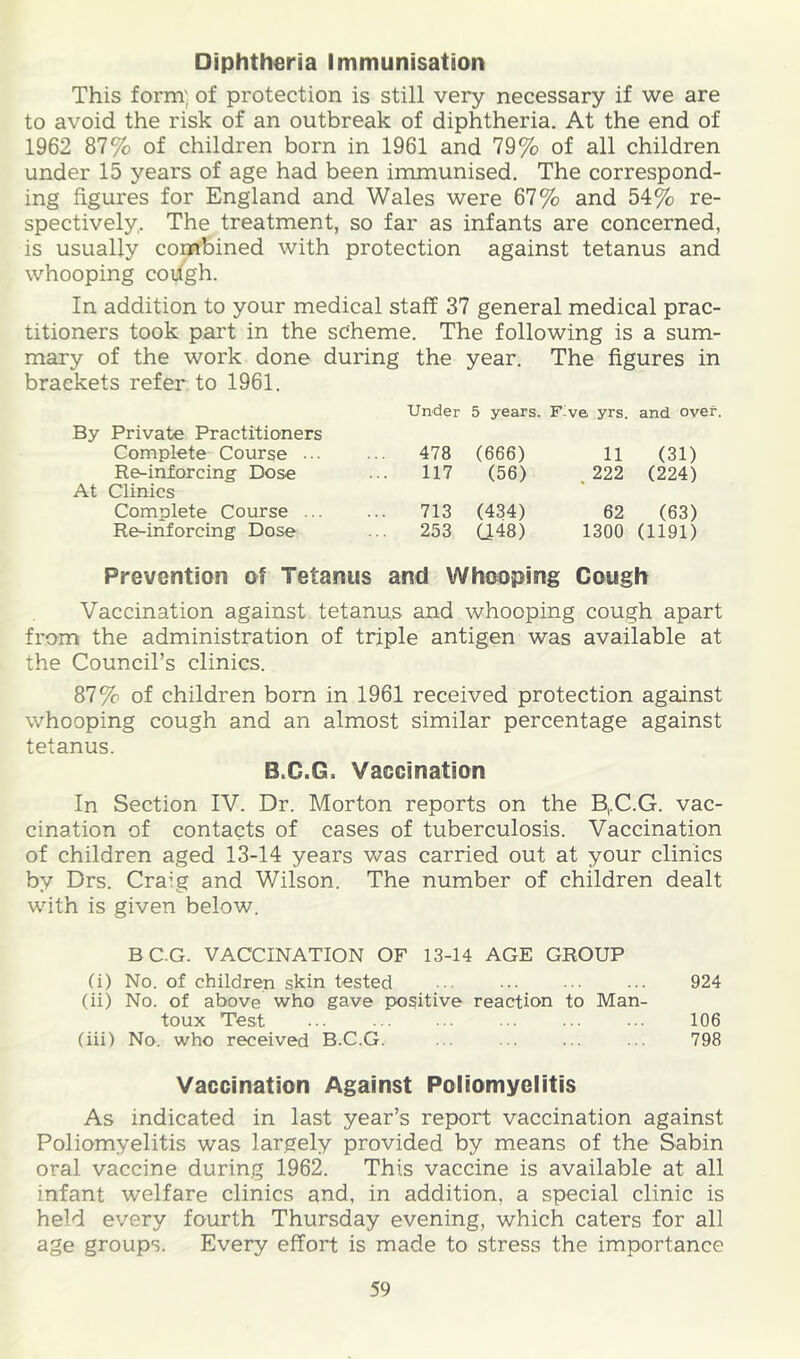 Diphtheria Immunisation
This form; of protection is still very necessary if we are
to avoid the risk of an outbreak of diphtheria. At the end of
1962 87% of children born in 1961 and 79% of all children
under 15 years of age had been immunised. The correspond-
ing figures for England and Wales were 67% and 54% re-
spectively. The treatment, so far as infants are concerned,
is usually combined with protection against tetanus and
whooping cough.
In addition to your medical staff 37 general medical prac-
titioners took part in the scheme. The following is a sum-
mary of the work done during the year. The figures in
brackets refer to 1961.
Under 5 years. Five yrs. and over.
By Private Practitioners
Complete Course ... ... 478 (666) 11 (31)
Re-inforcing Dose ... 117 (56) 222 (224)
At Clinics
Complete Course ... ... 713 (434) 62 (63)
Re-inforcing Dose ... 253 (148) 1300 (1191)
Prevention of Tetanus and Whooping Cough
Vaccination against tetanus and whooping cough apart
from the administration of triple antigen was available at
the Council's clinics.
87% of children born in 1961 received protection against
whooping cough and an almost similar percentage against
tetanus.
B.C.G. Vaccination
In Section IV. Dr. Morton reports on the B.C.G. vac-
cination of contacts of cases of tuberculosis. Vaccination
of children aged 13-14 years was carried out at your clinics
by Drs. Craig and Wilson. The number of children dealt
with is given below.
B C.G. VACCINATION OF 13-14 AGE GROUP
(i) No. of children skin tested ... ... ... ... 924
(ii) No. of above who gave positive reaction to Man-
toux Test ... ... ... ... ... ... 106
(iii) No. who received B.C.G. ... ... ... ... 798
Vaccination Against Poliomyelitis
As indicated in last year's report vaccination against
Poliomyelitis was largely provided by means of the Sabin
oral vaccine during 1962. This vaccine is available at all
infant welfare clinics and, in addition, a special clinic is
held every fourth Thursday evening, which caters for all
age groups. Every effort is made to stress the importance
59